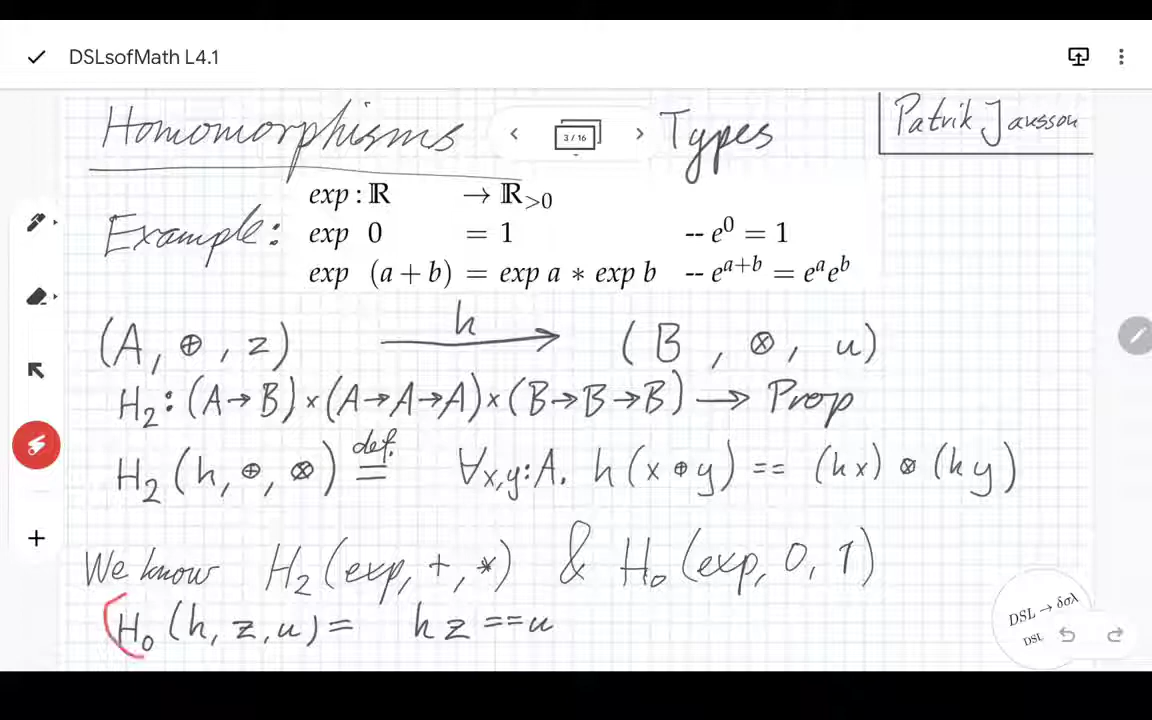 DSLsofMath L4.1
Homomorphisms 3 / 16 Types Patrik Jansson
Example: exp : ℝ → ℝ>0
exp 0 = 1 -- e⁰ = 1
exp (a + b) = exp a * exp b -- eᵃ⁺ᵇ = eᵃeᵇ
(A, ⊕, z) h → (B, ⊗, u)
H₂ : (A→B)×(A→A→A)×(B→B→B) → Prop
H₂(h, ⊕, ⊗) def. = ∀x,y:A. h(x ⊕ y) == (h x) ⊗ (h y)
We know H₂(exp, +, *) & H₀(exp, 0, 1)
H₀(h, z, u) = h z == u
DSL → δσλ
DSL